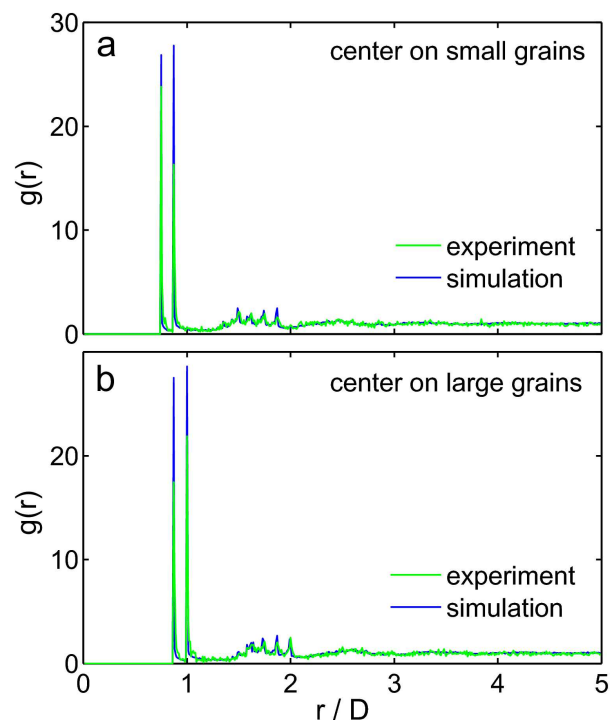 30
a
center on small grains
20
g(r)
10
experiment
simulation
0
b
center on large grains
20
g(r)
10
experiment
simulation
0
0 1 2 3 4 5
r / D